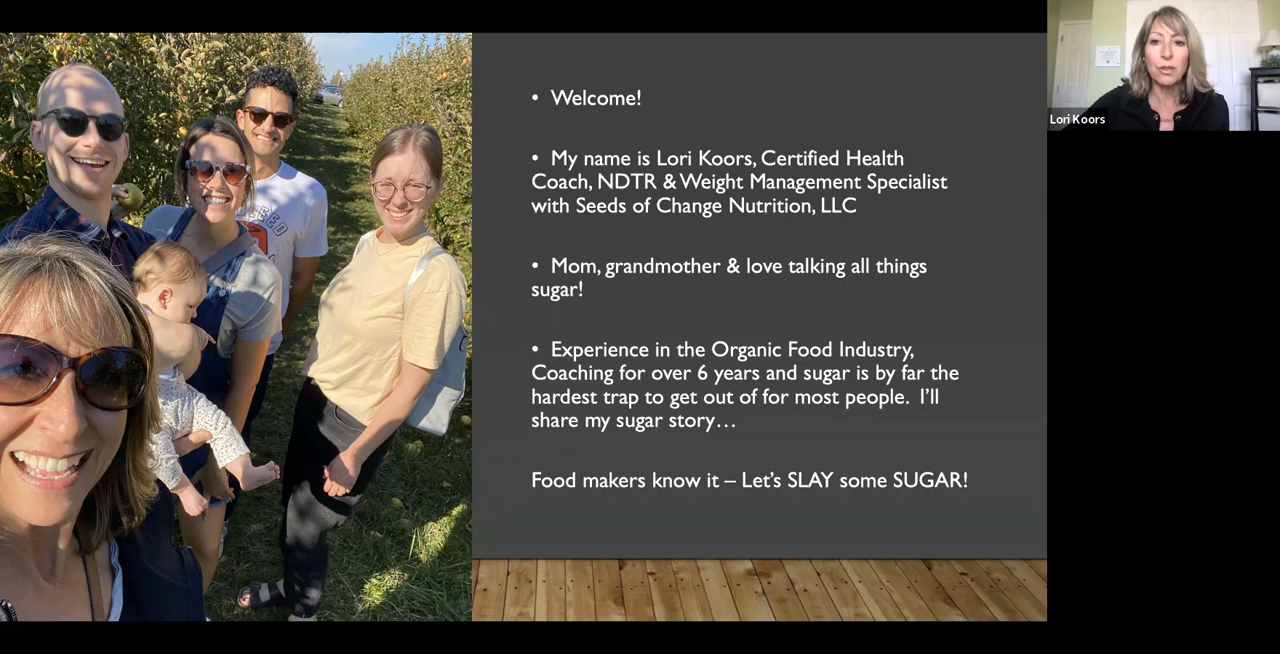 • Welcome!
• My name is Lori Koors, Certified Health
Coach, NDTR & Weight Management Specialist
with Seeds of Change Nutrition, LLC
• Mom, grandmother & love talking all things
sugar!
• Experience in the Organic Food Industry,
Coaching for over 6 years and sugar is by far the
hardest trap to get out of for most people.  I'll
share my sugar story…
Food makers know it – Let's SLAY some SUGAR!
Lori Koors